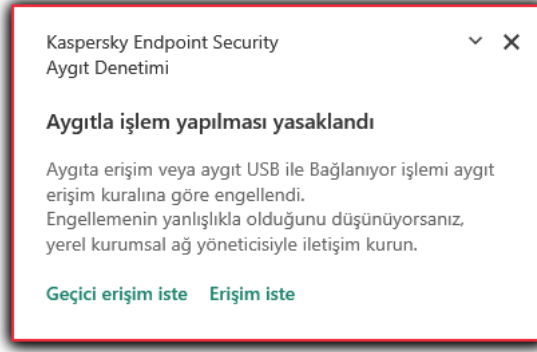 Kaspersky Endpoint Security
Aygıt Denetimi
Aygıtla işlem yapılması yasaklandı
Aygıta erişim veya aygıt USB ile Bağlanıyor işlemi aygıt
erişim kuralına göre engellendi.
Engellemenin yanlışlıkla olduğunu düşünüyorsanız,
yerel kurumsal ağ yöneticisiyle iletişim kurun.
Geçici erişim iste Erişim iste